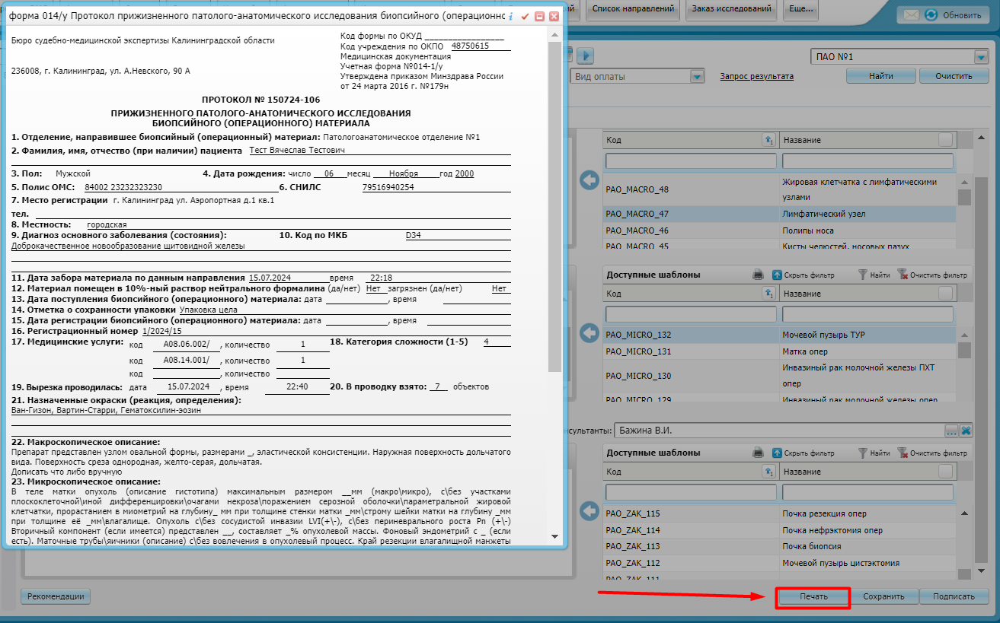 форма 014/у Протокол прижизненного патолого-анатомического исследования биопсийного (операционно
Список направлений
Заказ исследований
Еще...
Обновить
Бюро судебно-медицинской экспертизы Калининградской области
236008, г. Калининград, ул. А.Невского, 90 А
Код формы по ОКУД _________________
Код учреждения по ОКПО 48750615
Медицинская документация
Учетная форма №014-1/у
Утверждена приказом Минздрава России
от 24 марта 2016 г. №179н
ПРОТОКОЛ № 150724-106
ПРИЖИЗНЕННОГО ПАТОЛОГО-АНАТОМИЧЕСКОГО ИССЛЕДОВАНИЯ
БИОПСИЙНОГО (ОПЕРАЦИОННОГО) МАТЕРИАЛА
1. Отделение, направившее биопсийный (операционный) материал: Патологоанатомическое отделение №1
2. Фамилия, имя, отчество (при наличии) пациента Тест Вячеслав Тестович
3. Пол: Мужской 4. Дата рождения: число 06 месяц Ноября год 2000
5. Полис ОМС: 84002 23232323230 6. СНИЛС 79516940254
7. Место регистрации г. Калининград ул. Аэропортная д.1 кв.1
тел.
8. Местность: городская
9. Диагноз основного заболевания (состояния): 10. Код по МКБ D34
Доброкачественное новообразование щитовидной железы
11. Дата забора материала по данным направления 15.07.2024 время 22:18
12. Материал помещен в 10%-ный раствор нейтрального формалина (да/нет) Нет загрязнен (да/нет) Нет
13. Дата поступления биопсийного (операционного) материала: дата , время
14. Отметка о сохранности упаковки Упаковка цела
15. Дата регистрации биопсийного (операционного) материала: дата , время
16. Регистрационный номер 1/2024/15
17. Медицинские услуги: код A08.06.002/ , количество 1 18. Категория сложности (1-5) 4
код A08.14.001/ , количество 1
код , количество
19. Вырезка проводилась: дата 15.07.2024 , время 22:40 20. В проводку взято: 7 объектов
21. Назначенные окраски (реакция, определения):
Ван-Гизон, Вартин-Старри, Гематоксилин-эозин
22. Макроскопическое описание:
Препарат представлен узлом овальной формы, размерами _, эластической консистенции. Наружная поверхность дольчатого
вида. Поверхность среза однородная, желто-серая, дольчатая.
Дописать что либо вручную
23. Микроскопическое описание:
В теле матки опухоль (описание гистотипа) максимальным размером __мм (макро\микро), с\без участками
плоскоклеточной\иной дифференцировки\очагами некроза\поражением серозной оболочки\параметральной жировой
клетчатки, прорастанием в миометрий на глубину_ мм при толщине стенки матки _мм\строму шейки матки на глубину _мм
при толщине её _мм\влагалище. Опухоль с\без сосудистой инвазии LVI(+\-), с\без периневрального роста Pn (+\-)
Вторичный компонент (если имеется) представлен __, составляет _% опухолевой массы. Фоновый эндометрий с _ (если
есть). Маточные трубы\яичники (описание) с\без вовлечения в опухолевый процесс. Край резекции влагалищной манжеты
ПАО №1
Вид оплаты
Запрос результата
Найти
Очистить
Код
Название
PAO_MACRO_48 Жировая клетчатка с лимфатическими
узлами
PAO_MACRO_47 Лимфатический узел
PAO_MACRO_46 Полипы носа
PAO_MACRO_45 Кисты челюстей, носовых пазух
Доступные шаблоны
Скрыть фильтр
Найти
Очистить фильтр
Код
Название
PAO_MICRO_132 Мочевой пузырь ТУР
PAO_MICRO_131 Матка опер
PAO_MICRO_130 Инвазиный рак молочной железы ПХТ
опер
PAO_MICRO_129 Инвазиный рак молочной железы опер
нсультанты: Бажина В.И.
Доступные шаблоны
Скрыть фильтр
Найти
Очистить фильтр
Код
Название
PAO_ZAK_115 Почка резекция опер
PAO_ZAK_114 Почка нефрэктомия опер
PAO_ZAK_113 Почка биопсия
PAO_ZAK_112 Мочевой пузырь цистэктомия
PAO_ZAK_111
Рекомендации
Печать
Сохранить
Подписать